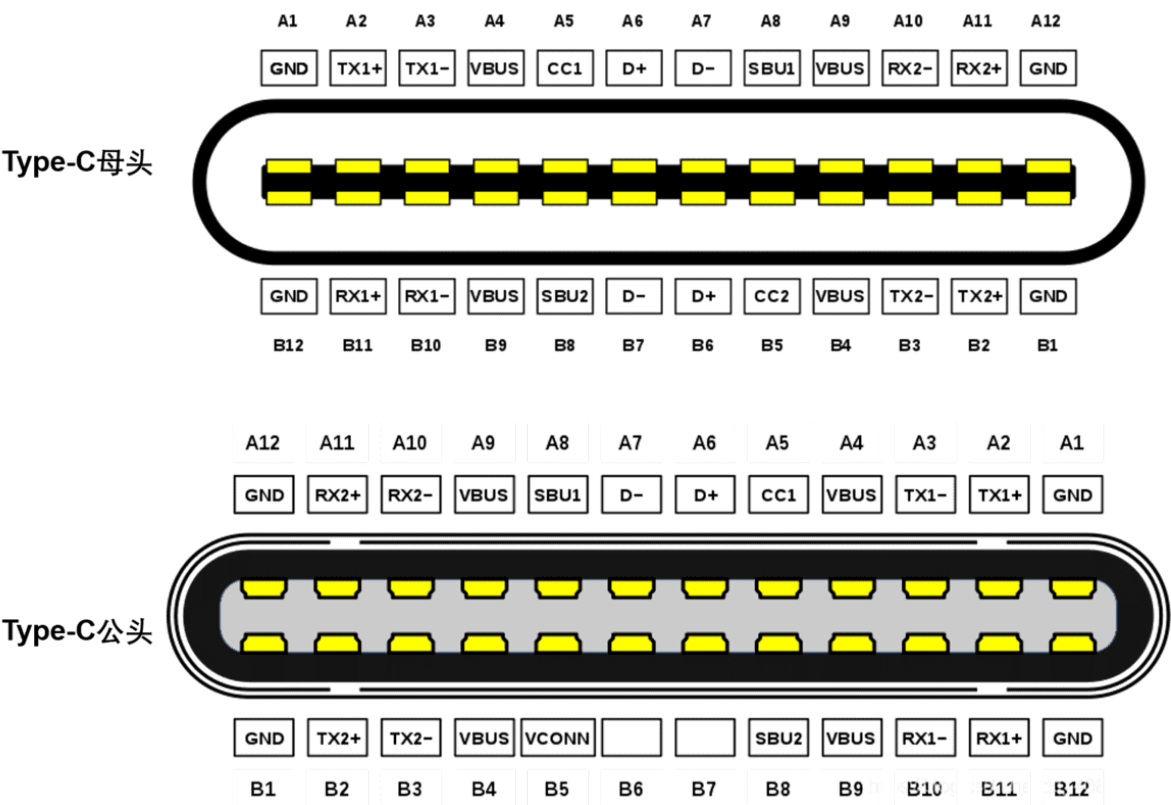 A1 A2 A3 A4 A5 A6 A7 A8 A9 A10 A11 A12
GND TX1+ TX1− VBUS CC1 D+ D− SBU1 VBUS RX2− RX2+ GND
Type-C母头
GND RX1+ RX1− VBUS SBU2 D− D+ CC2 VBUS TX2− TX2+ GND
B12 B11 B10 B9 B8 B7 B6 B5 B4 B3 B2 B1
A12 A11 A10 A9 A8 A7 A6 A5 A4 A3 A2 A1
GND RX2+ RX2− VBUS SBU1 D− D+ CC1 VBUS TX1− TX1+ GND
Type-C公头
GND TX2+ TX2− VBUS VCONN SBU2 VBUS RX1− RX1+ GND
B1 B2 B3 B4 B5 B6 B7 B8 B9 B10 B11 B12